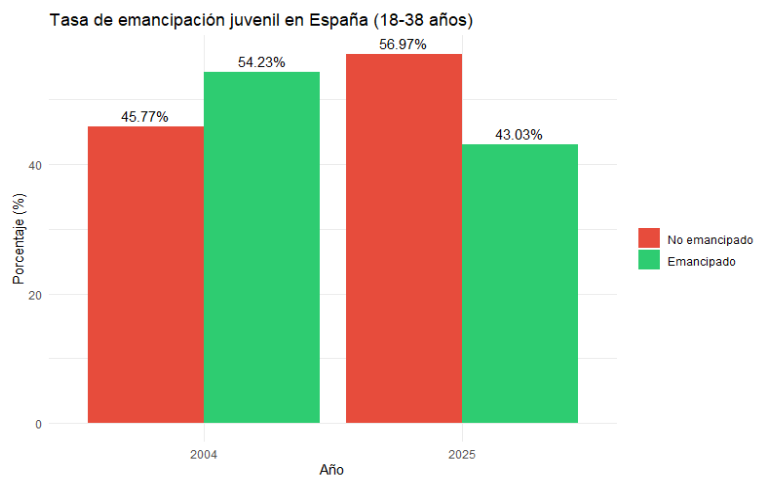 Tasa de emancipación juvenil en España (18-38 años)
56.97%
54.23%
45.77%
43.03%
40
20
0
Porcentaje (%)
No emancipado
Emancipado
2004
2025
Año